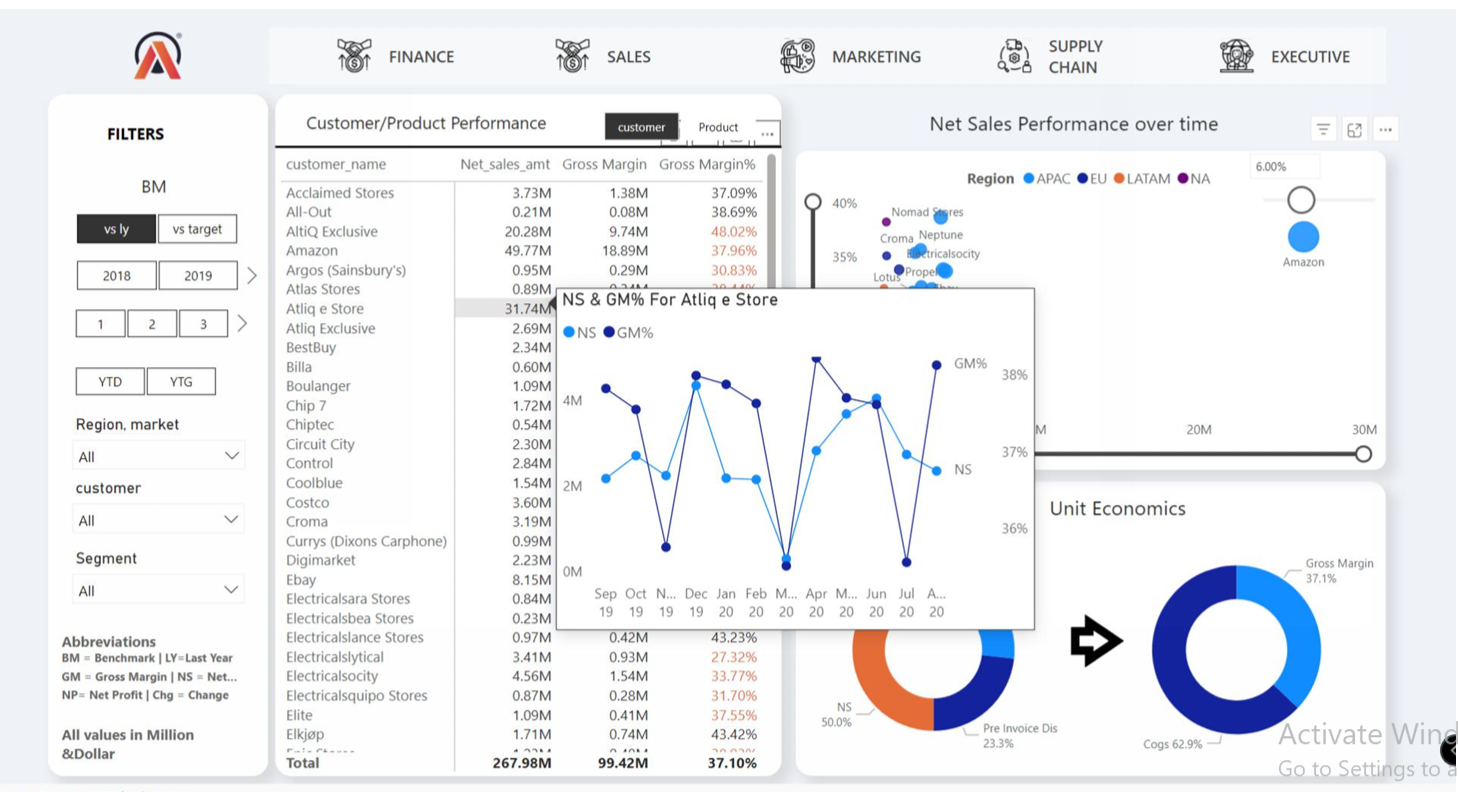 FINANCE
SALES
MARKETING
SUPPLY
CHAIN
EXECUTIVE
FILTERS
BM
vs ly
vs target
2018
2019
1
2
3
YTD
YTG
Region, market
All
customer
All
Segment
All
Abbreviations
BM = Benchmark | LY=Last Year
GM = Gross Margin | NS = Net...
NP= Net Profit | Chg = Change
All values in Million
&Dollar
Customer/Product Performance
customer
Product
...
customer_name Net_sales_amt Gross Margin Gross Margin%
Acclaimed Stores 3.73M 1.38M 37.09%
All-Out 0.21M 0.08M 38.69%
AltiQ Exclusive 20.28M 9.74M 48.02%
Amazon 49.77M 18.89M 37.96%
Argos (Sainsbury's) 0.95M 0.29M 30.83%
Atlas Stores 0.89M
Atliq e Store 31.74M
Atliq Exclusive 2.69M
BestBuy 2.34M
Billa 0.60M
Boulanger 1.09M
Chip 7 1.72M
Chiptec 0.54M
Circuit City 2.30M
Control 2.84M
Coolblue 1.54M
Costco 3.60M
Croma 3.19M
Currys (Dixons Carphone) 0.99M
Digimarket 2.23M
Ebay 8.15M
Electricalsara Stores 0.84M
Electricalsbea Stores 0.23M
Electricalslance Stores 0.97M 0.42M 43.23%
Electricalslytical 3.41M 0.93M 27.32%
Electricalsocity 4.56M 1.54M 33.77%
Electricalsquipo Stores 0.87M 0.28M 31.70%
Elite 1.09M 0.41M 37.55%
Elkjøp 1.71M 0.74M 43.42%
Total 267.98M 99.42M 37.10%
NS & GM% For Atliq e Store
NS GM%
GM%
NS
4M
2M
0M
38%
37%
36%
Sep Oct N... Dec Jan Feb M... Apr M... Jun Jul A...
19 19 19 19 20 20 20 20 20 20 20 20
Net Sales Performance over time
...
Region APAC EU LATAM NA
6.00%
40%
35%
Nomad Stores
Croma
Neptune
Electricalsocity
Lotus
Propel
Amazon
M
20M
30M
Unit Economics
NS
50.0%
Pre Invoice Dis
23.3%
Gross Margin
37.1%
Cogs 62.9%
Activate Wind
Go to Settings to a